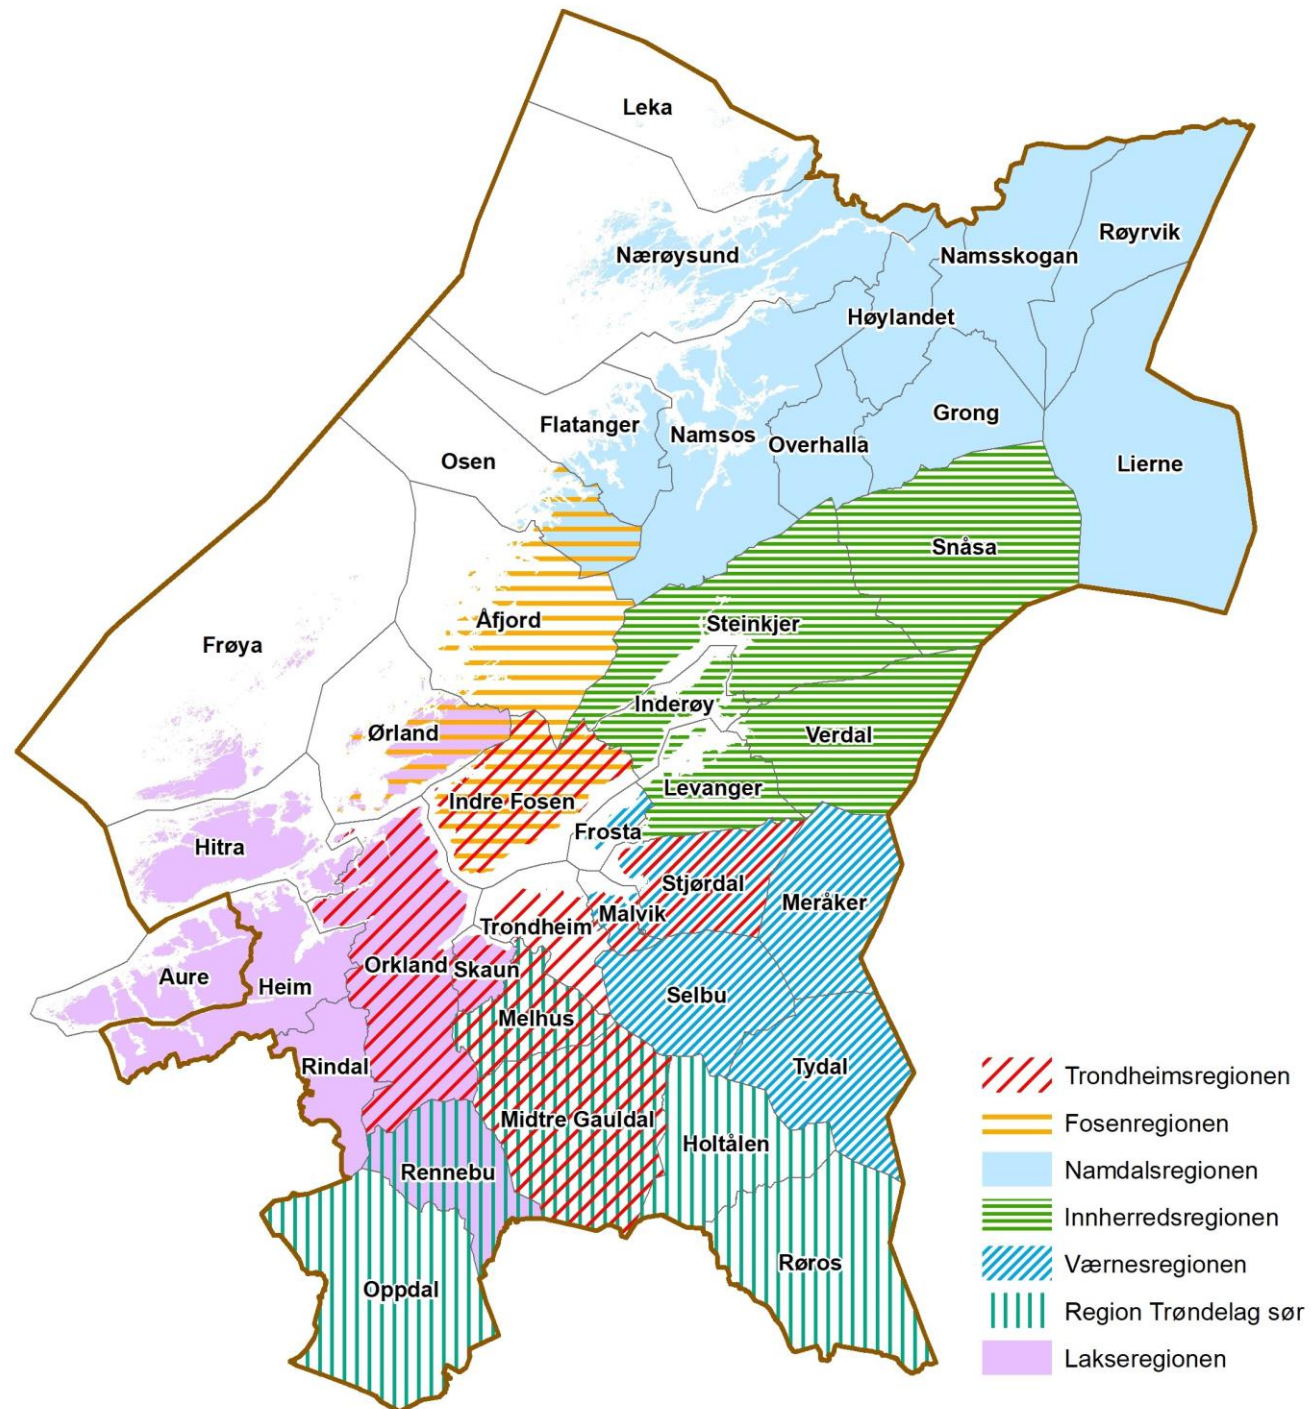 Leka
Røyrvik
Nærøysund
Namsskogan
Høylandet
Grong
Flatanger
Namsos
Overhalla
Osen
Lierne
Snåsa
Åfjord
Steinkjer
Frøya
Inderøy
Ørland
Verdal
Levanger
Indre Fosen
Frosta
Hitra
Stjørdal
Meråker
Malvik
Trondheim
Orkland
Skaun
Aure
Heim
Selbu
Melhus
Rindal
Tydal
Midtre Gauldal
Holtålen
Rennebu
Røros
Oppdal
Trondheimsregionen
Fosenregionen
Namdalsregionen
Innherredsregionen
Værnesregionen
Region Trøndelag sør
Lakseregionen